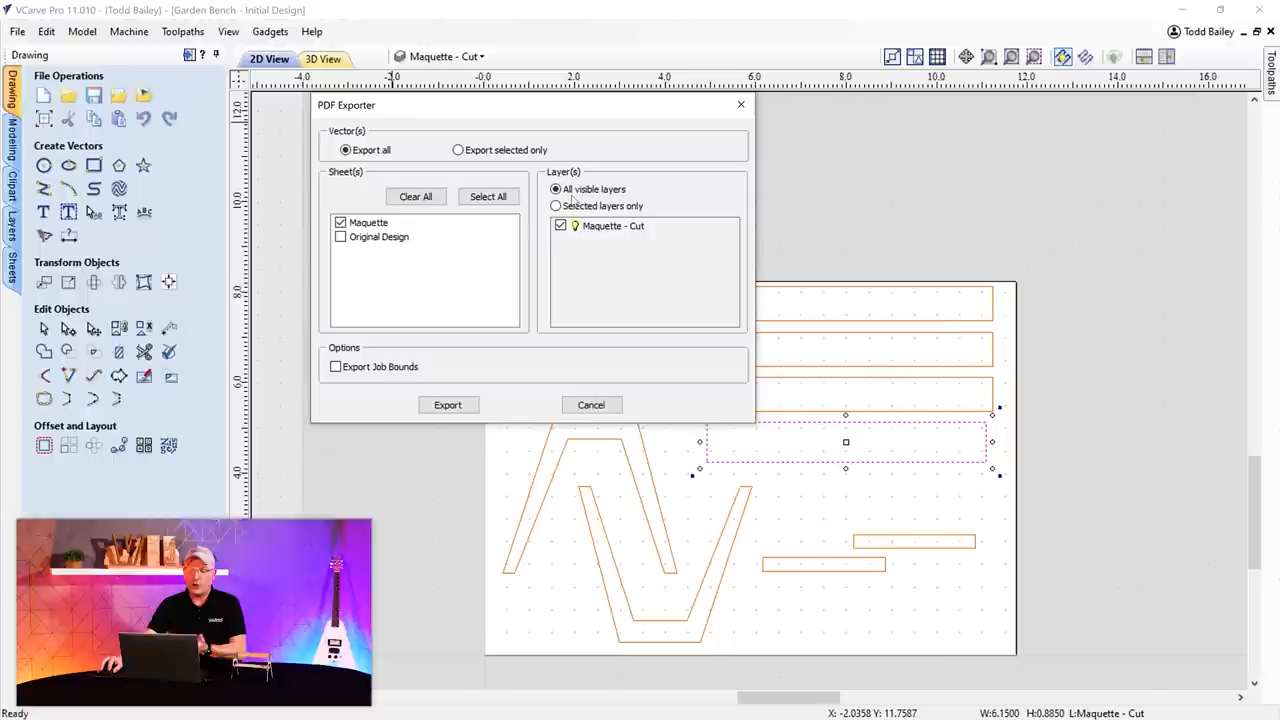 VCarve Pro 11.010 - (Todd Bailey) - [Garden Bench - Initial Design]
File Edit Model Machine Toolpaths View Gadgets Help
Todd Bailey
Drawing
2D View
3D View
Maquette - Cut
-4.0 -2.0 -0.0 2.0 4.0 6.0 8.0 10.0 12.0 14.0 16.0
12.0
10.0
8.0
6.0
4.0
Drawing
Modeling
Clipart
Layers
Sheets
Toolpaths
File Operations
Create Vectors
Transform Objects
Edit Objects
Offset and Layout
PDF Exporter
Vector(s)
Export all
Export selected only
Sheet(s)
Clear All
Select All
Maquette
Original Design
Layer(s)
All visible layers
Selected layers only
Maquette - Cut
Options
Export Job Bounds
Export
Cancel
Ready
X: -2.0358 Y: 11.7587
W:6.1500 H:0.8850 L:Maquette - Cut